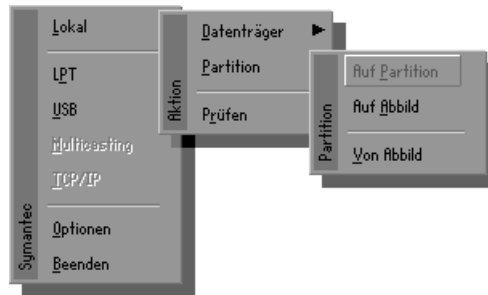 Lokal
LPT
USB
Multicasting
TCP/IP
Optionen
Beenden
Symantec
Datenträger
Partition
Prüfen
Aktion
Auf Partition
Auf Abbild
Von Abbild
Partition